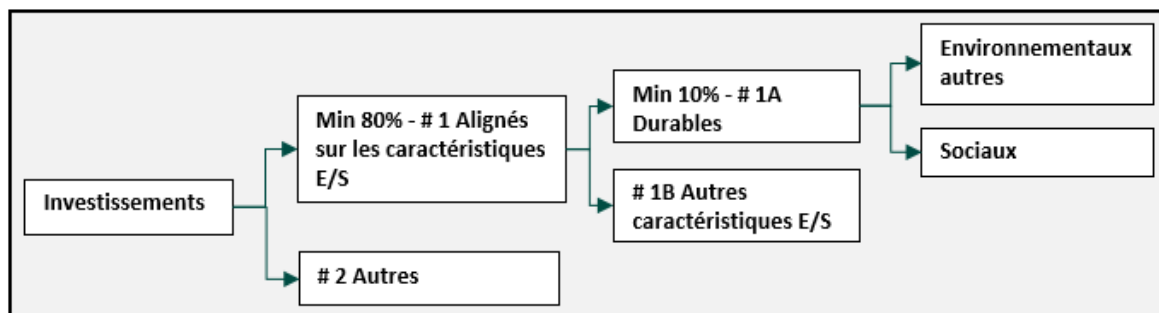 Investissements
Min 80% - # 1 Alignés
sur les caractéristiques
E/S
# 2 Autres
Min 10% - # 1A
Durables
# 1B Autres
caractéristiques E/S
Environnementaux
autres
Sociaux